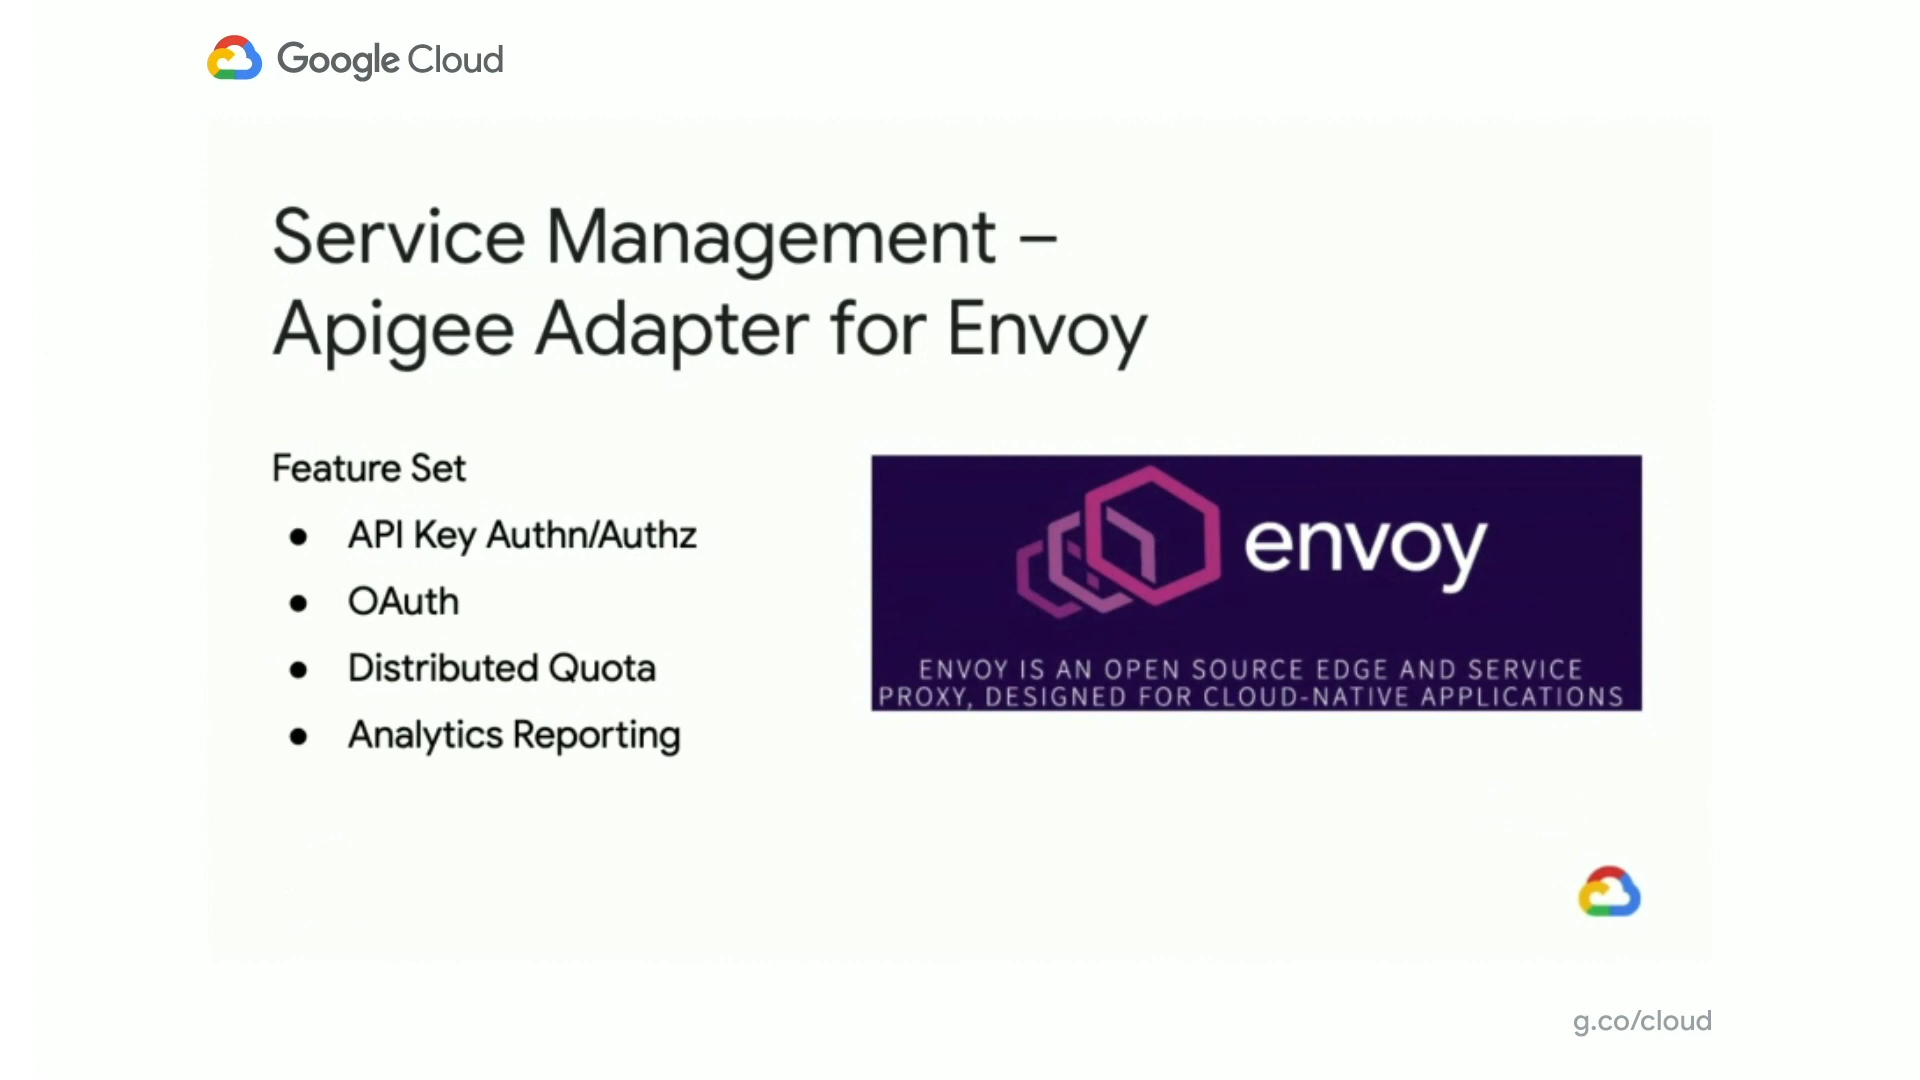 Google Cloud
Service Management –
Apigee Adapter for Envoy
Feature Set
● API Key Authn/Authz
● OAuth
● Distributed Quota
● Analytics Reporting
envoy
ENVOY IS AN OPEN SOURCE EDGE AND SERVICE
PROXY, DESIGNED FOR CLOUD-NATIVE APPLICATIONS
g.co/cloud